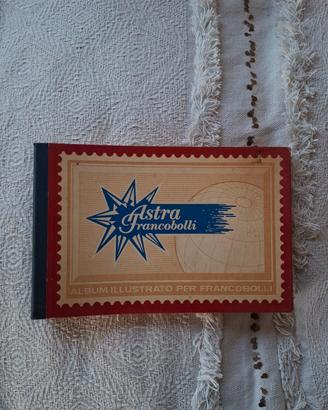 Astra
Francobolli
ALBUM ILLUSTRATO PER FRANCOBOLLI